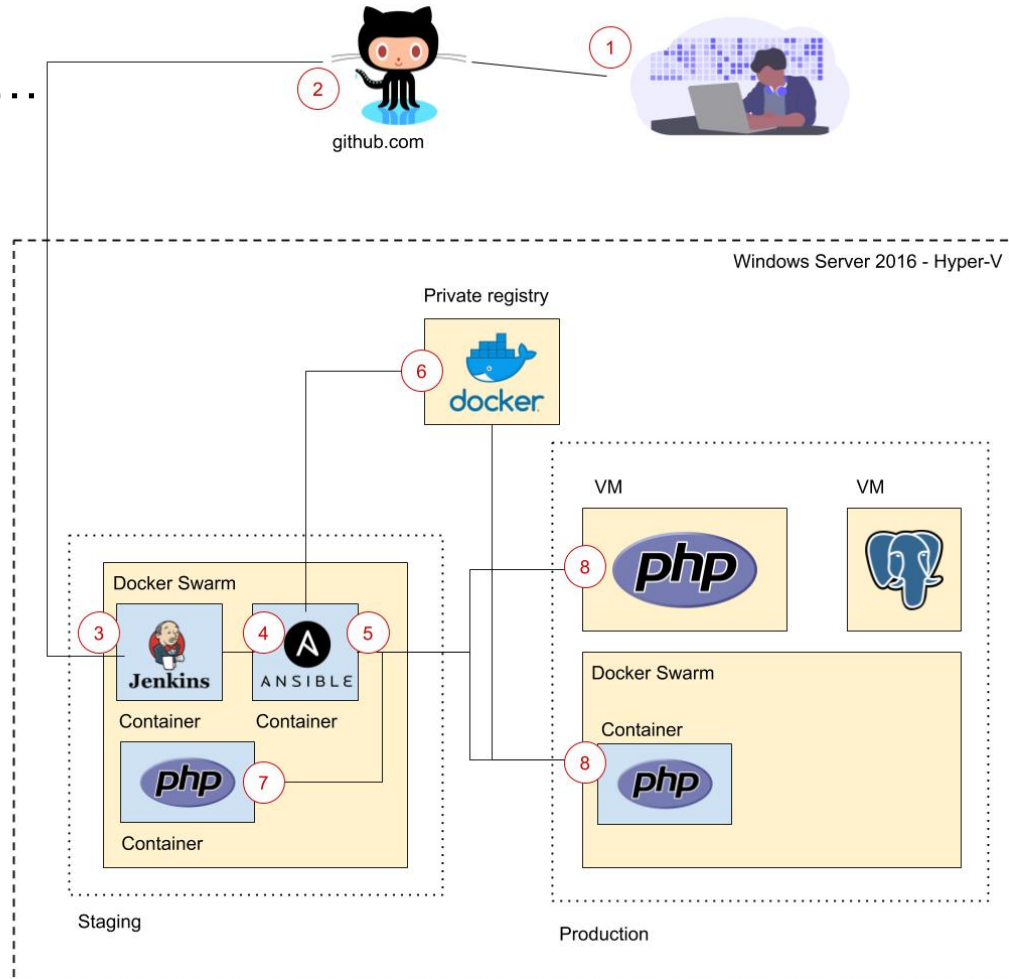 1
2
github.com
Windows Server 2016 - Hyper-V
Private registry
6
docker
VM
VM
8
php
Docker Swarm
3
4
5
Jenkins
ANSIBLE
Container
Container
php
7
Container
Docker Swarm
Container
8
php
Staging
Production